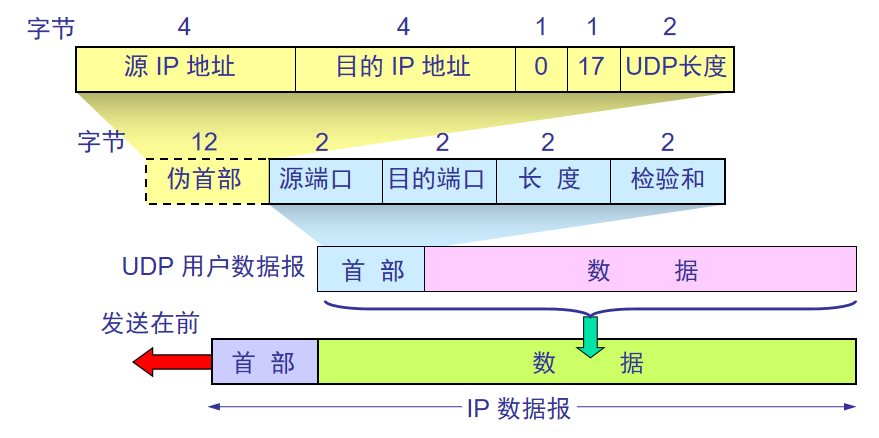 字节 4 4 1 1 2
源 IP 地址 目的 IP 地址 0 17 UDP长度
字节 12 2 2 2 2
伪首部 源端口 目的端口 长 度 检验和
UDP 用户数据报 首 部 数 据
发送在前
首 部 数 据
IP 数据报